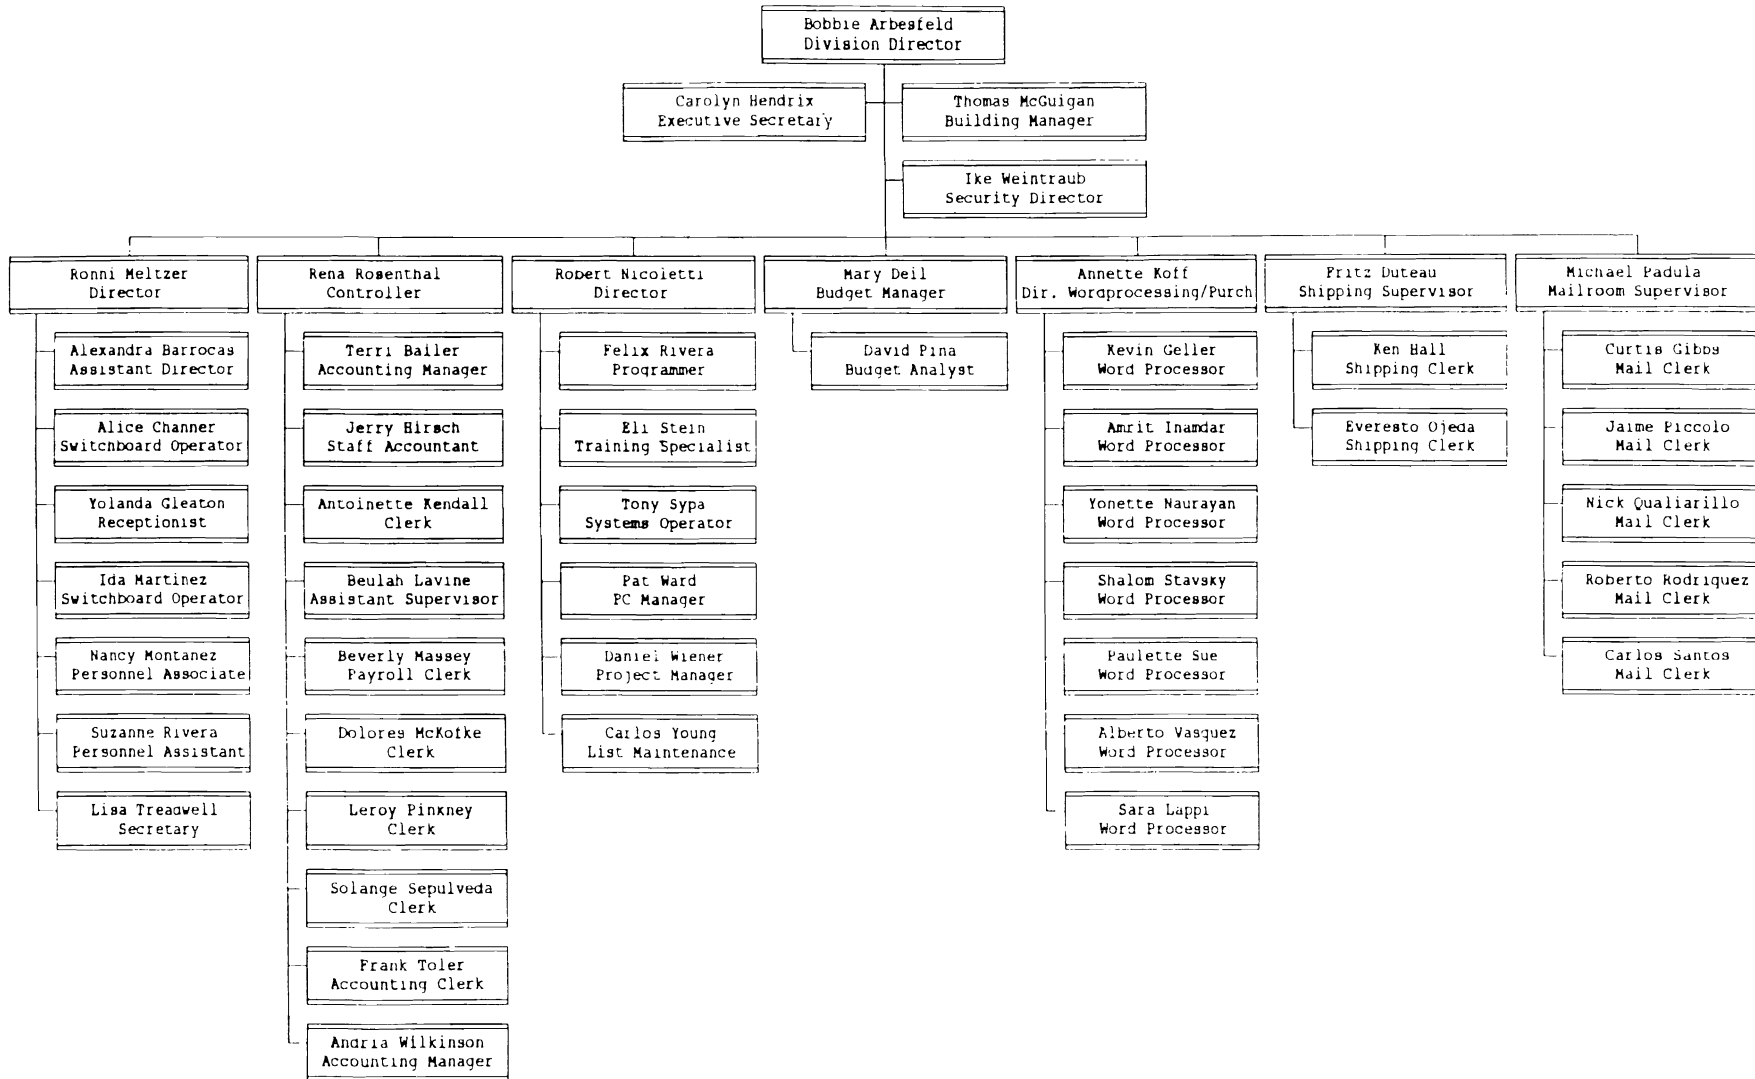 Bobbie Arbesfeld
Division Director
Carolyn Hendrix
Executive Secretary
Thomas McGuigan
Building Manager
Ike Weintraub
Security Director
Ronni Meltzer
Director
Alexandra Barrocas
Assistant Director
Alice Channer
Switchboard Operator
Yolanda Gleaton
Receptionist
Ida Martinez
Switchboard Operator
Nancy Montanez
Personnel Associate
Suzanne Rivera
Personnel Assistant
Lisa Treadwell
Secretary
Rena Rosenthal
Controller
Terri Bailer
Accounting Manager
Jerry Hirsch
Staff Accountant
Antoinette Kendall
Clerk
Beulah Lavine
Assistant Supervisor
Beverly Massey
Payroll Clerk
Dolores McKofke
Clerk
Leroy Pinkney
Clerk
Solange Sepulveda
Clerk
Frank Toler
Accounting Clerk
Andria Wilkinson
Accounting Manager
Robert Nicoletti
Director
Felix Rivera
Programmer
Eli Stein
Training Specialist
Tony Sypa
Systems Operator
Pat Ward
PC Manager
Daniel Wiener
Project Manager
Carlos Young
List Maintenance
Mary Deil
Budget Manager
David Pina
Budget Analyst
Annette Koff
Dir. Wordprocessing/Purch
Kevin Geller
Word Processor
Amrit Inamdar
Word Processor
Yonette Naurayan
Word Processor
Shalom Stavsky
Word Processor
Paulette Sue
Word Processor
Alberto Vasquez
Word Processor
Sara Lappi
Word Processor
Fritz Duteau
Shipping Supervisor
Ken Hall
Shipping Clerk
Everesto Ojeda
Shipping Clerk
Michael Padula
Mailroom Supervisor
Curtis Gibbs
Mail Clerk
Jaime Piccolo
Mail Clerk
Nick Qualiarillo
Mail Clerk
Roberto Rodriquez
Mail Clerk
Carlos Santos
Mail Clerk